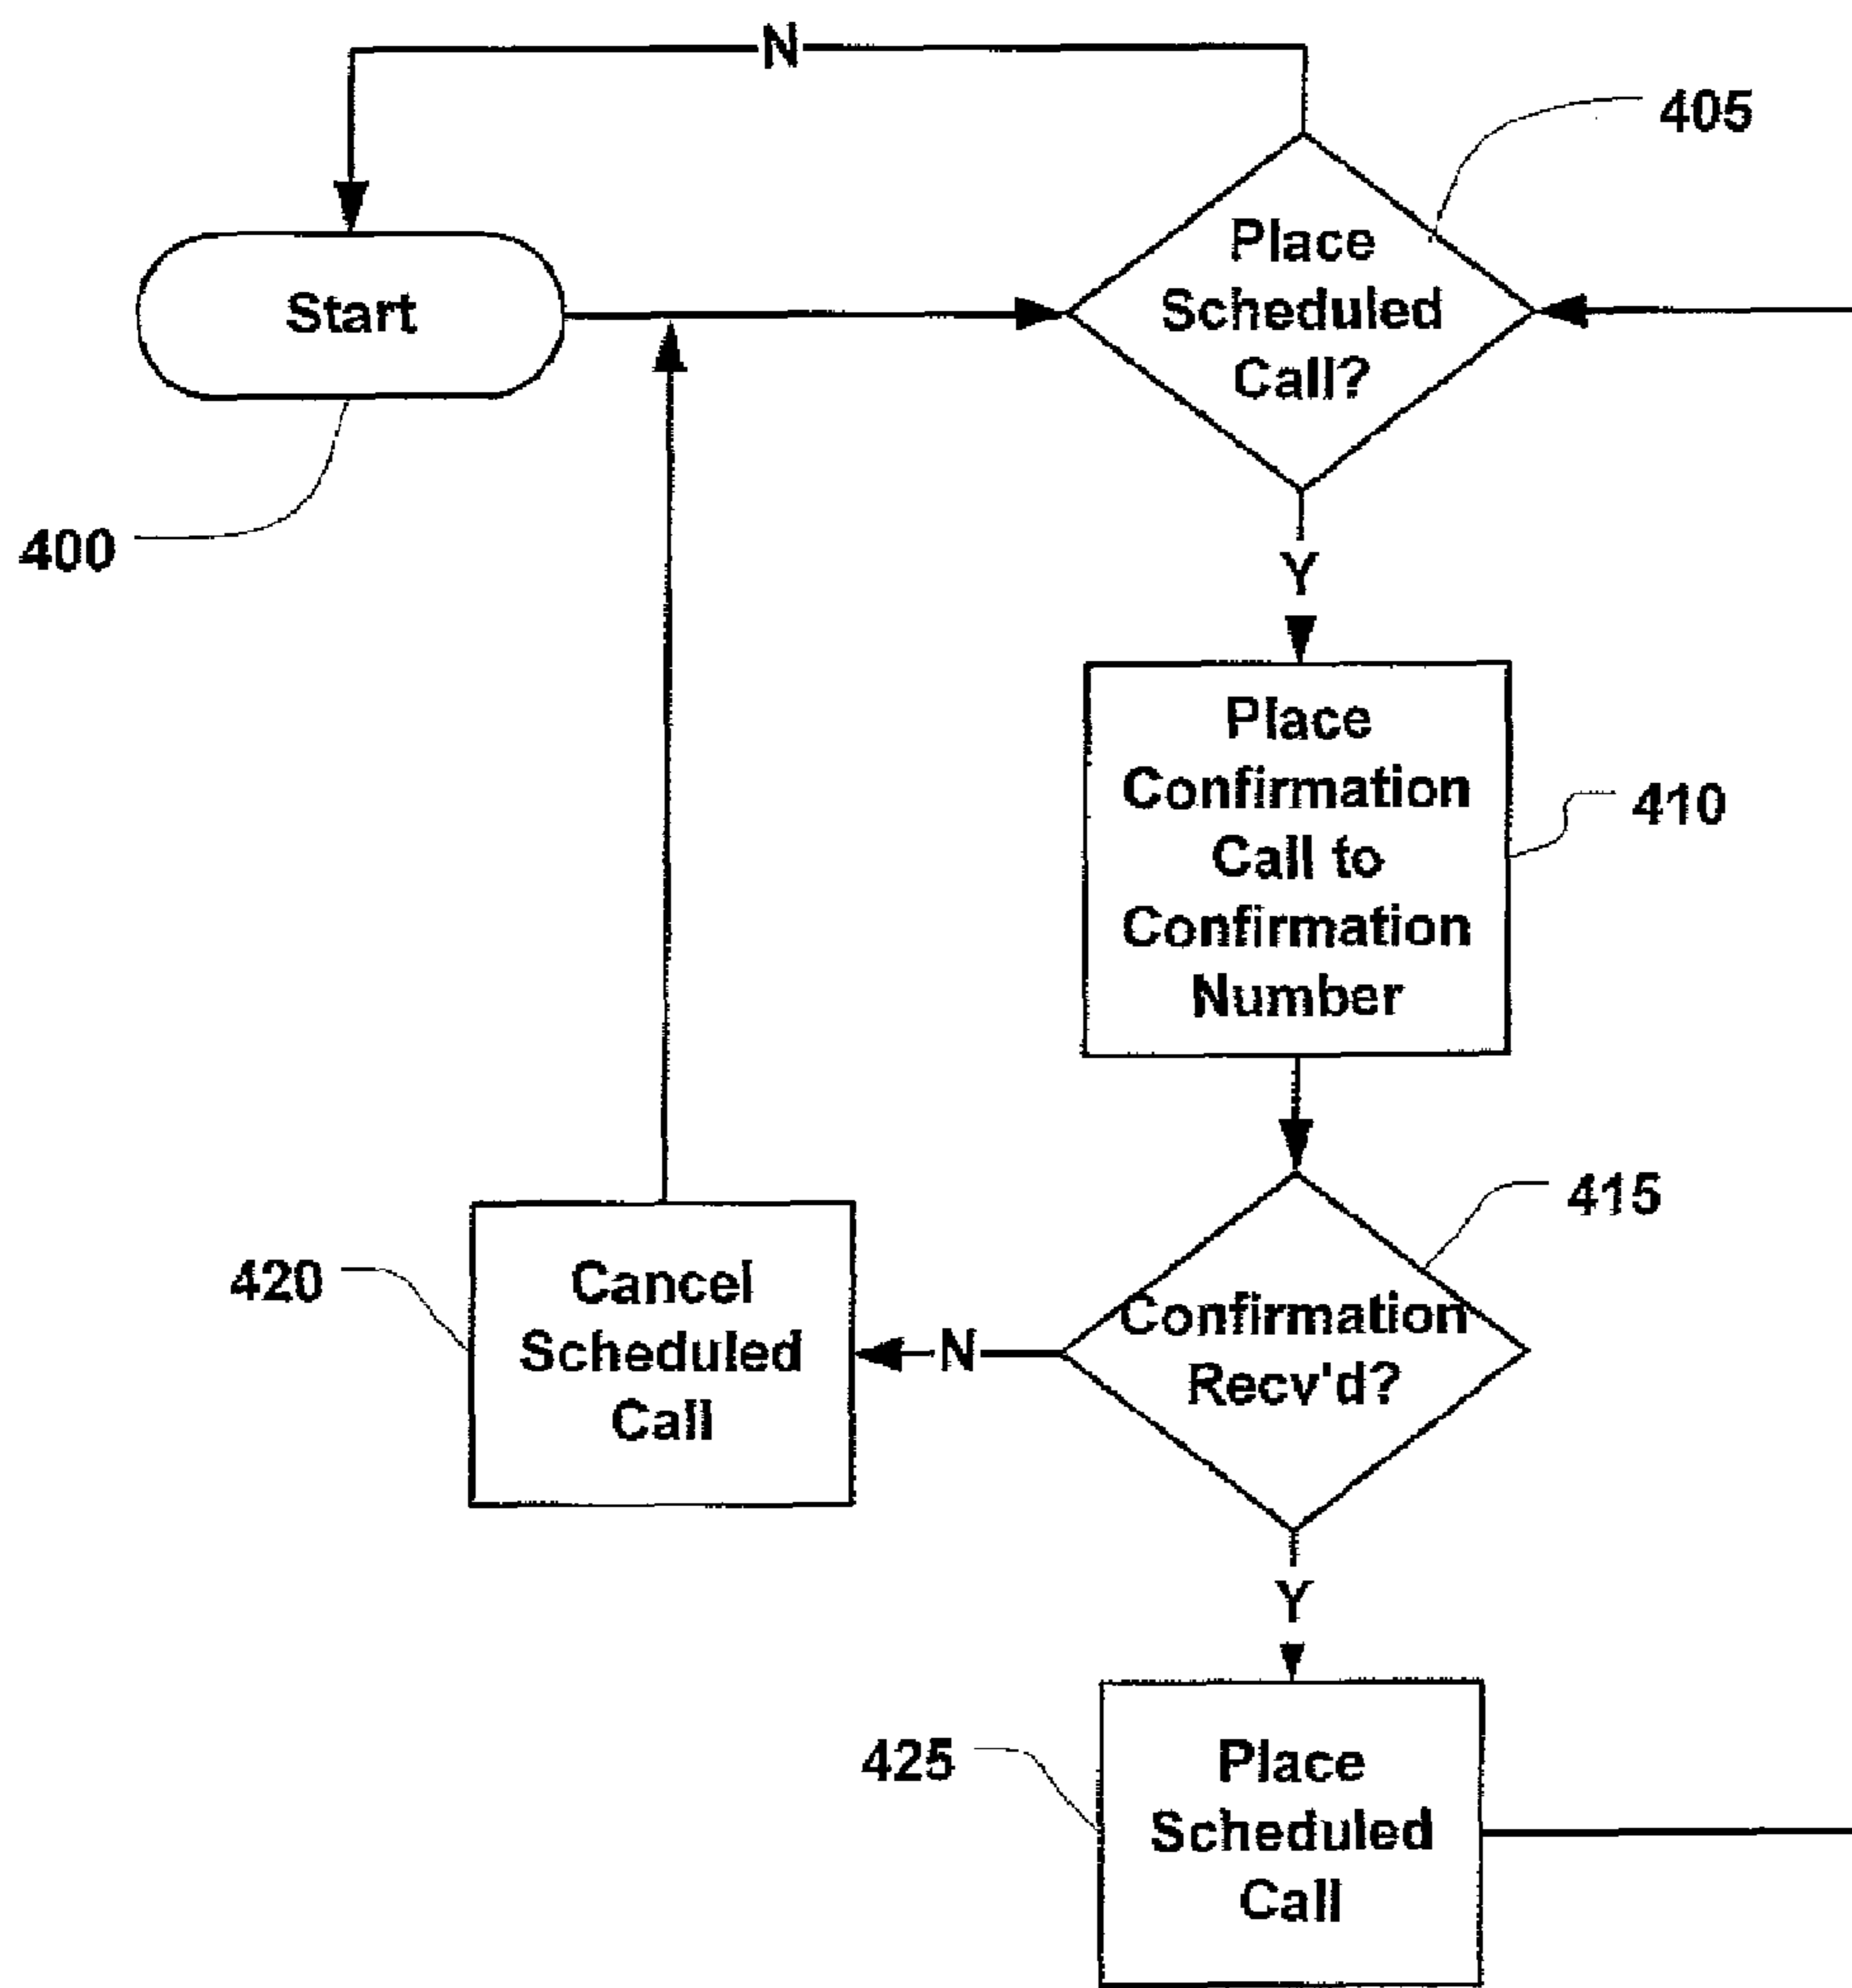 N
405
Place
Scheduled
Call?
Start
400
Y
Place
Confirmation
Call to
Confirmation
Number
410
415
Confirmation
Recv'd?
N
420
Cancel
Scheduled
Call
Y
425
Place
Scheduled
Call